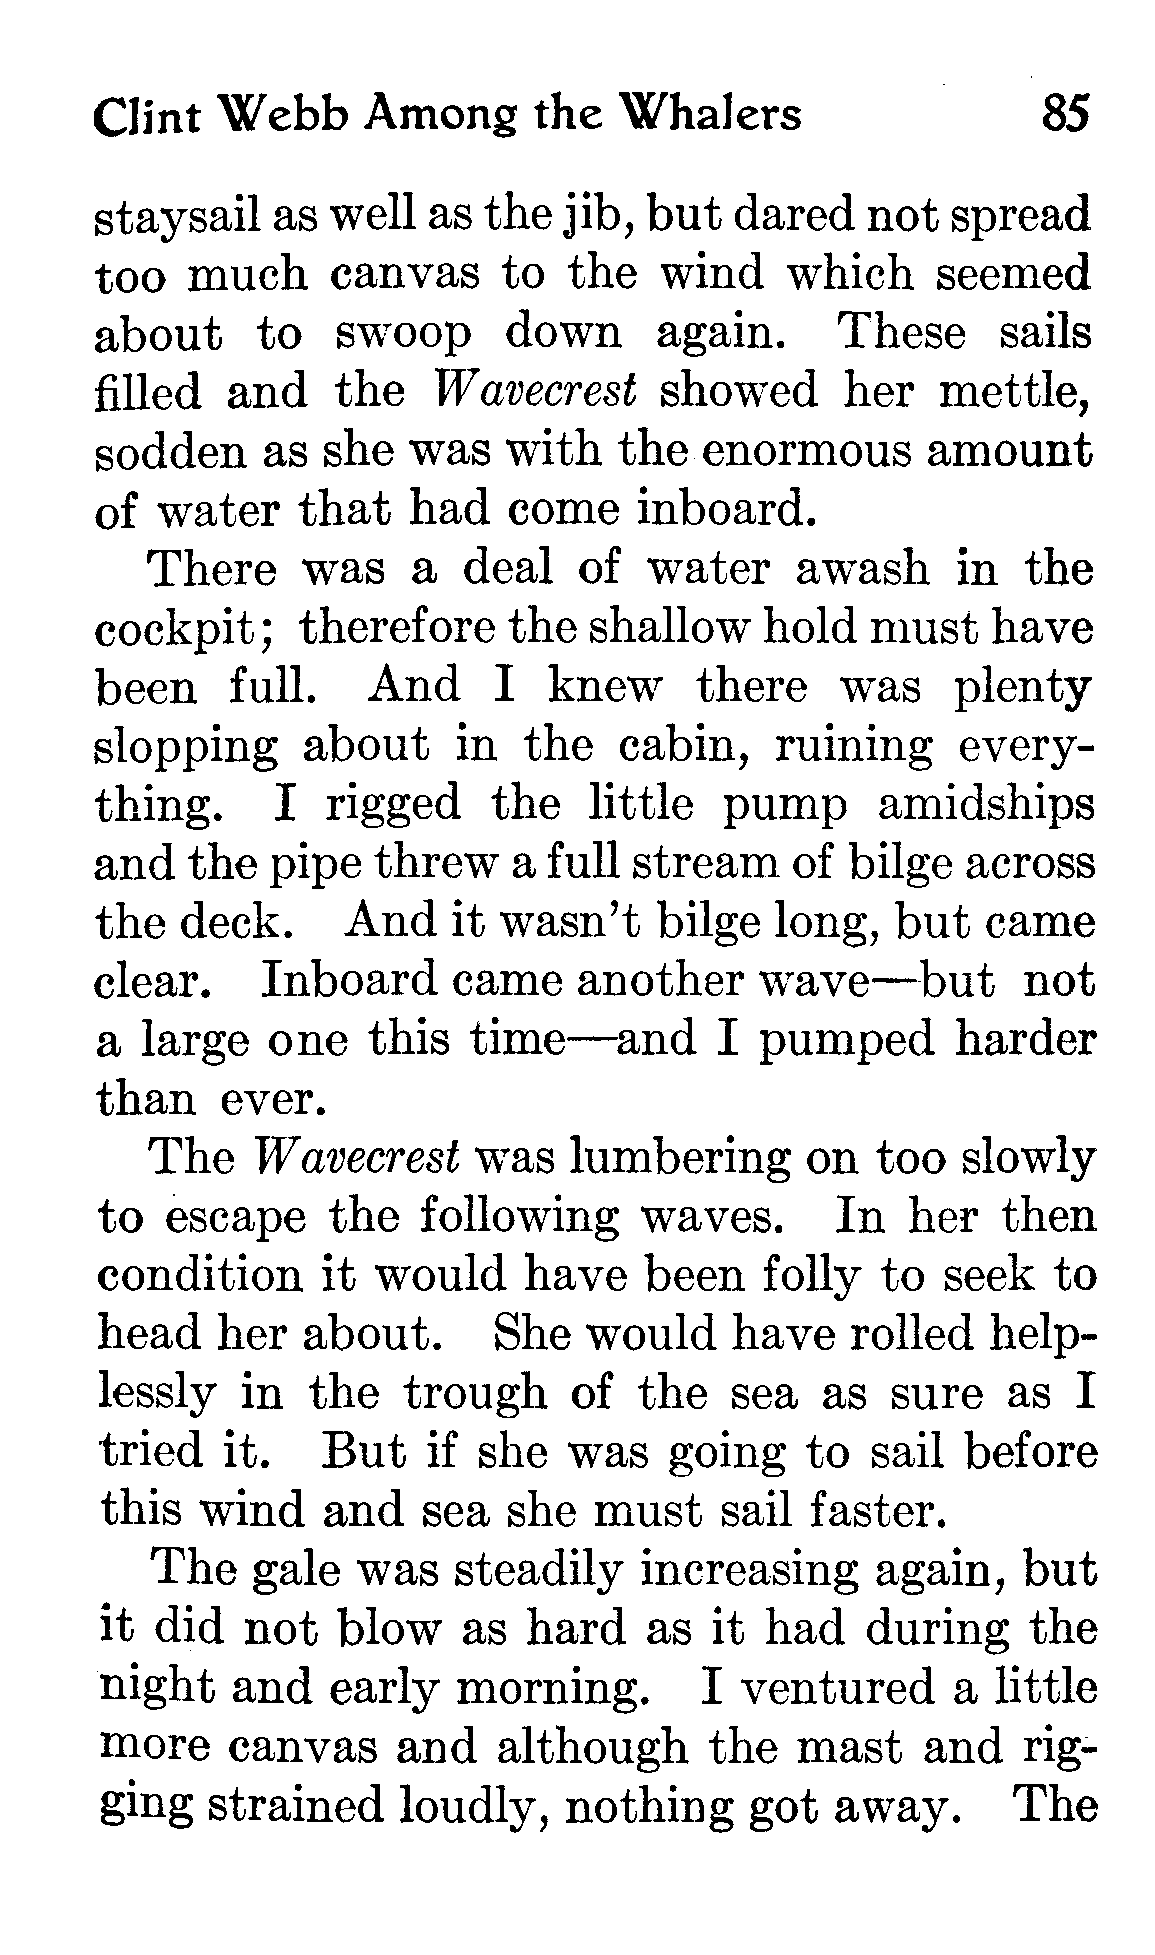 Clint Webb Among the Whalers 85
staysail as well as the jib, but dared not spread
too much canvas to the wind which seemed
about to swoop down again. These sails
filled and the Wavecrest showed her mettle,
sodden as she was with the enormous amount
of water that had come inboard.
There was a deal of water awash in the
cockpit; therefore the shallow hold must have
been full. And I knew there was plenty
slopping about in the cabin, ruining every-
thing. I rigged the little pump amidships
and the pipe threw a full stream of bilge across
the deck. And it wasn't bilge long, but came
clear. Inboard came another wave—but not
a large one this time—and I pumped harder
than ever.
The Wavecrest was lumbering on too slowly
to escape the following waves. In her then
condition it would have been folly to seek to
head her about. She would have rolled help-
lessly in the trough of the sea as sure as I
tried it. But if she was going to sail before
this wind and sea she must sail faster.
The gale was steadily increasing again, but
it did not blow as hard as it had during the
night and early morning. I ventured a little
more canvas and although the mast and rig-
ging strained loudly, nothing got away. The